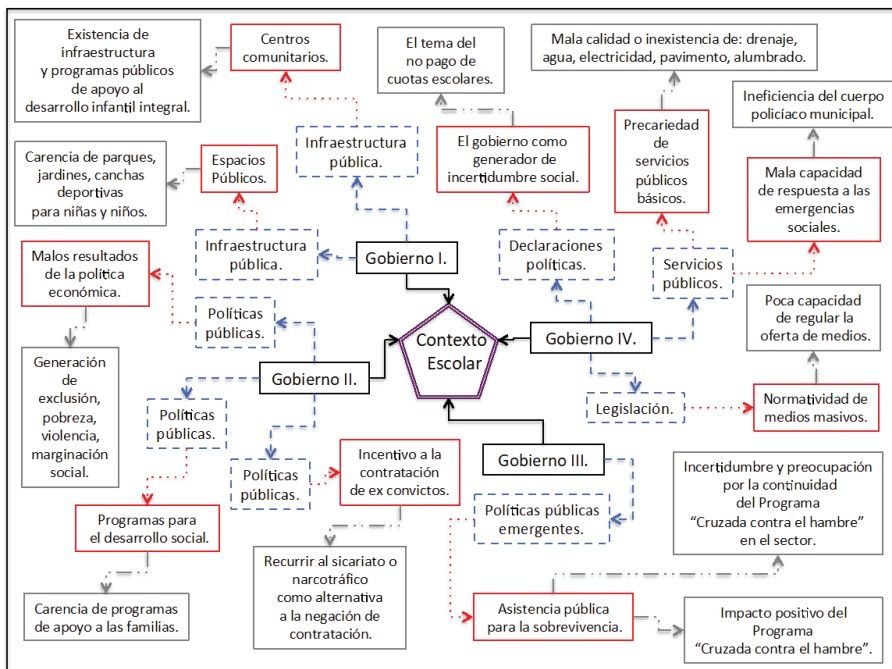 Existencia de
infraestructura
y programas públicos
de apoyo al
desarrollo infantil integral.
Centros
comunitarios.
El tema del
no pago de
cuotas escolares.
Mala calidad o inexistencia de: drenaje,
agua, electricidad, pavimento, alumbrado.
Ineficiencia del cuerpo
policíaco municipal.
Carencia de parques,
jardines, canchas
deportivas
para niñas y niños.
Espacios
Públicos.
Infraestructura
pública.
El gobierno como
generador de
incertidumbre social.
Precariedad
de
servicios
públicos
básicos.
Mala capacidad
de respuesta a las
emergencias
sociales.
Malos resultados
de la política
económica.
Infraestructura
pública.
Gobierno I.
Declaraciones
políticas.
Servicios
públicos.
Políticas
públicas.
Contexto
Escolar
Gobierno IV.
Poca capacidad
de regular la
oferta de medios.
Generación
de
exclusión,
pobreza,
violencia,
marginación
social.
Gobierno II.
Políticas
públicas.
Legislación.
Normatividad de
medios masivos.
Políticas
públicas.
Incentivo a la
contratación
de ex convictos.
Gobierno III.
Políticas públicas
emergentes.
Incertidumbre y preocupación
por la continuidad
del Programa
“Cruzada contra el hambre”
en el sector.
Programas para
el desarrollo social.
Recurrir al sicariato o
narcotráfico
como alternativa
a la negación de
contratación.
Carencia de programas
de apoyo a las familias.
Asistencia pública
para la sobrevivencia.
Impacto positivo del
Programa
“Cruzada contra el hambre”.